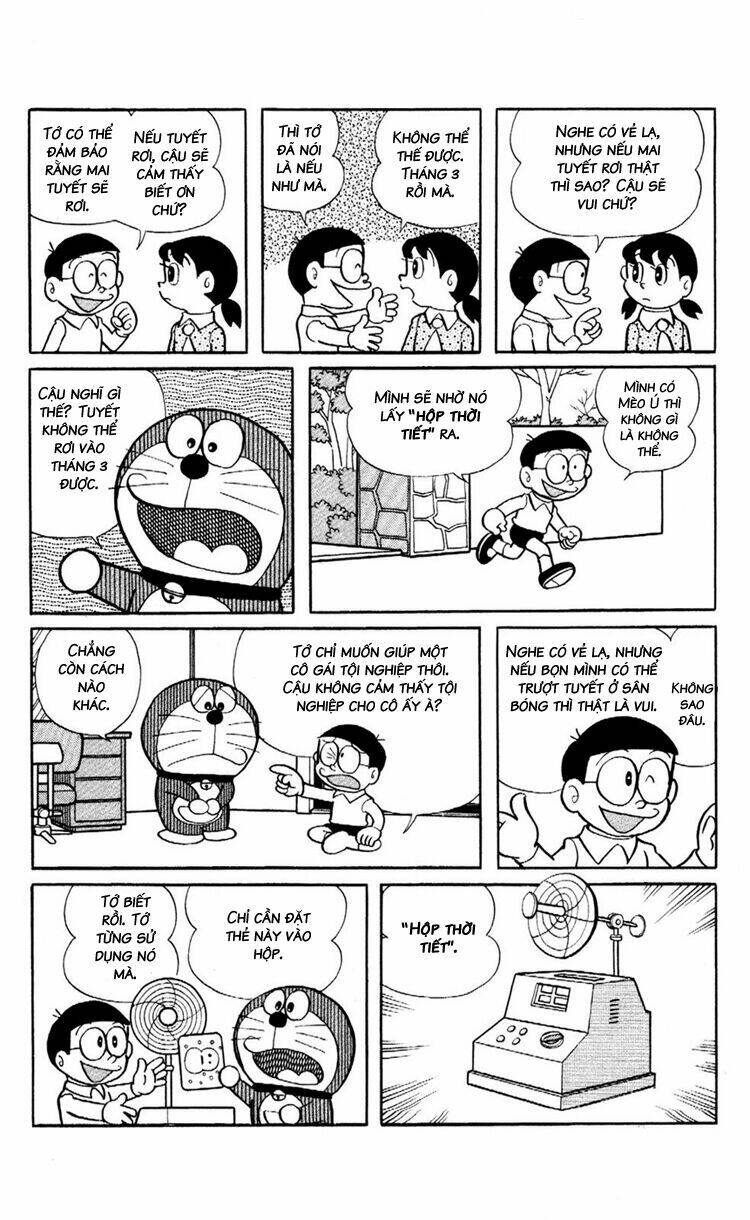 NGHE CÓ VẺ LẠ,
NHƯNG NẾU MAI
TUYẾT RƠI THẬT
THÌ SAO? CẬU SẼ
VUI CHỨ?
KHÔNG THỂ
THẾ ĐƯỢC.
THÁNG 3
RỒI MÀ.
THÌ TỚ
ĐÃ NÓI
LÀ NẾU
NHƯ MÀ.
NẾU TUYẾT
RƠI, CẬU SẼ
CẢM THẤY
BIẾT ƠN
CHỨ?
TỚ CÓ THỂ
ĐẢM BẢO
RẰNG MAI
TUYẾT SẼ
RƠI.
MÌNH CÓ
MÈO Ú THÌ
KHÔNG GÌ
LÀ KHÔNG
THỂ.
MÌNH SẼ NHỜ NÓ
LẤY “HỘP THỜI
TIẾT” RA.
CẬU NGHĨ GÌ
THẾ? TUYẾT
KHÔNG THỂ
RƠI VÀO
THÁNG 3
ĐƯỢC.
KHÔNG
SAO
ĐÂU.
NGHE CÓ VẺ LẠ, NHƯNG
NẾU BỌN MÌNH CÓ THỂ
TRƯỢT TUYẾT Ở SÂN
BÓNG THÌ THẬT LÀ VUI.
TỚ CHỈ MUỐN GIÚP MỘT
CÔ GÁI TỘI NGHIỆP THÔI.
CẬU KHÔNG CẢM THẤY TỘI
NGHIỆP CHO CÔ ẤY À?
CHẲNG
CÒN CÁCH
NÀO
KHÁC.
“HỘP THỜI
TIẾT”.
CHỈ CẦN ĐẶT
THẺ NÀY VÀO
HỘP.
TỚ BIẾT
RỒI. TỚ
TỪNG SỬ
DỤNG NÓ
MÀ.